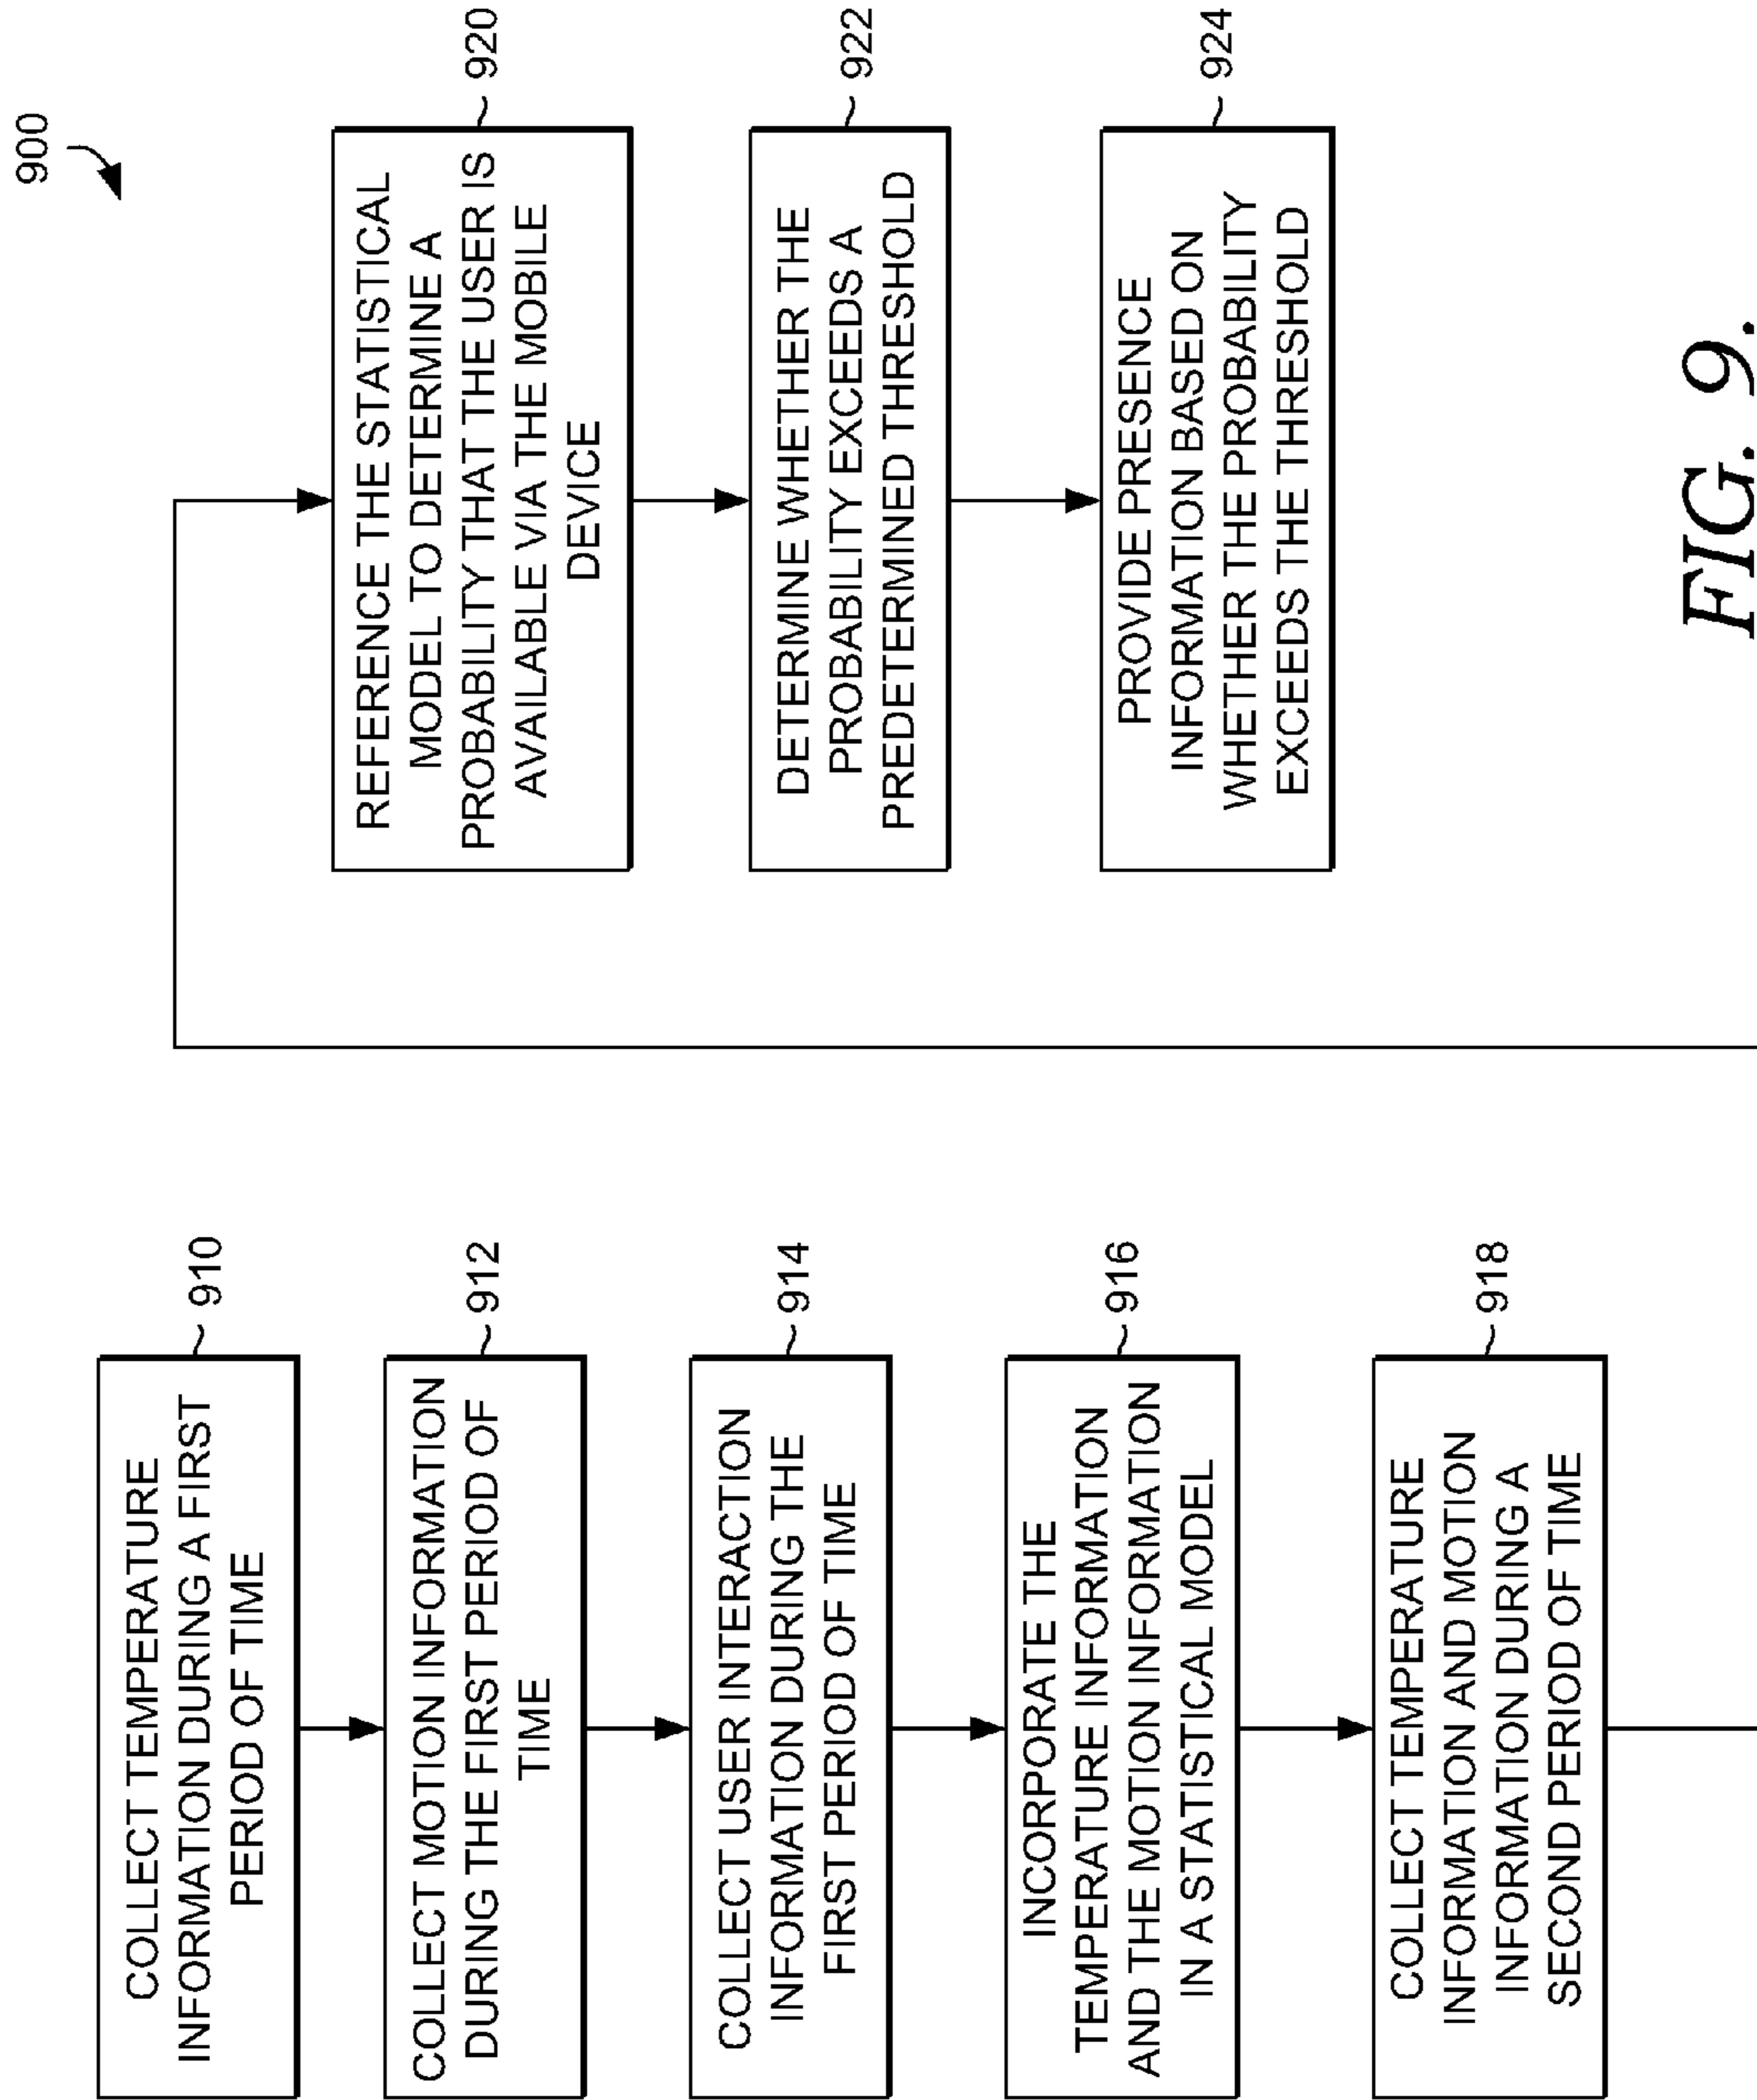 900
COLLECT TEMPERATURE
INFORMATION DURING A FIRST
PERIOD OF TIME
910
COLLECT MOTION INFORMATION
DURING THE FIRST PERIOD OF
TIME
912
COLLECT USER INTERACTION
INFORMATION DURING THE
FIRST PERIOD OF TIME
914
INCORPORATE THE
TEMPERATURE INFORMATION
AND THE MOTION INFORMATION
IN A STATISTICAL MODEL
916
COLLECT TEMPERATURE
INFORMATION AND MOTION
INFORMATION DURING A
SECOND PERIOD OF TIME
918
REFERENCE THE STATISTICAL
MODEL TO DETERMINE A
PROBABILITY THAT THE USER IS
AVAILABLE VIA THE MOBILE
DEVICE
920
DETERMINE WHETHER THE
PROBABILITY EXCEEDS A
PREDETERMINED THRESHOLD
922
PROVIDE PRESENCE
INFORMATION BASED ON
WHETHER THE PROBABILITY
EXCEEDS THE THRESHOLD
924
FIG. 9.